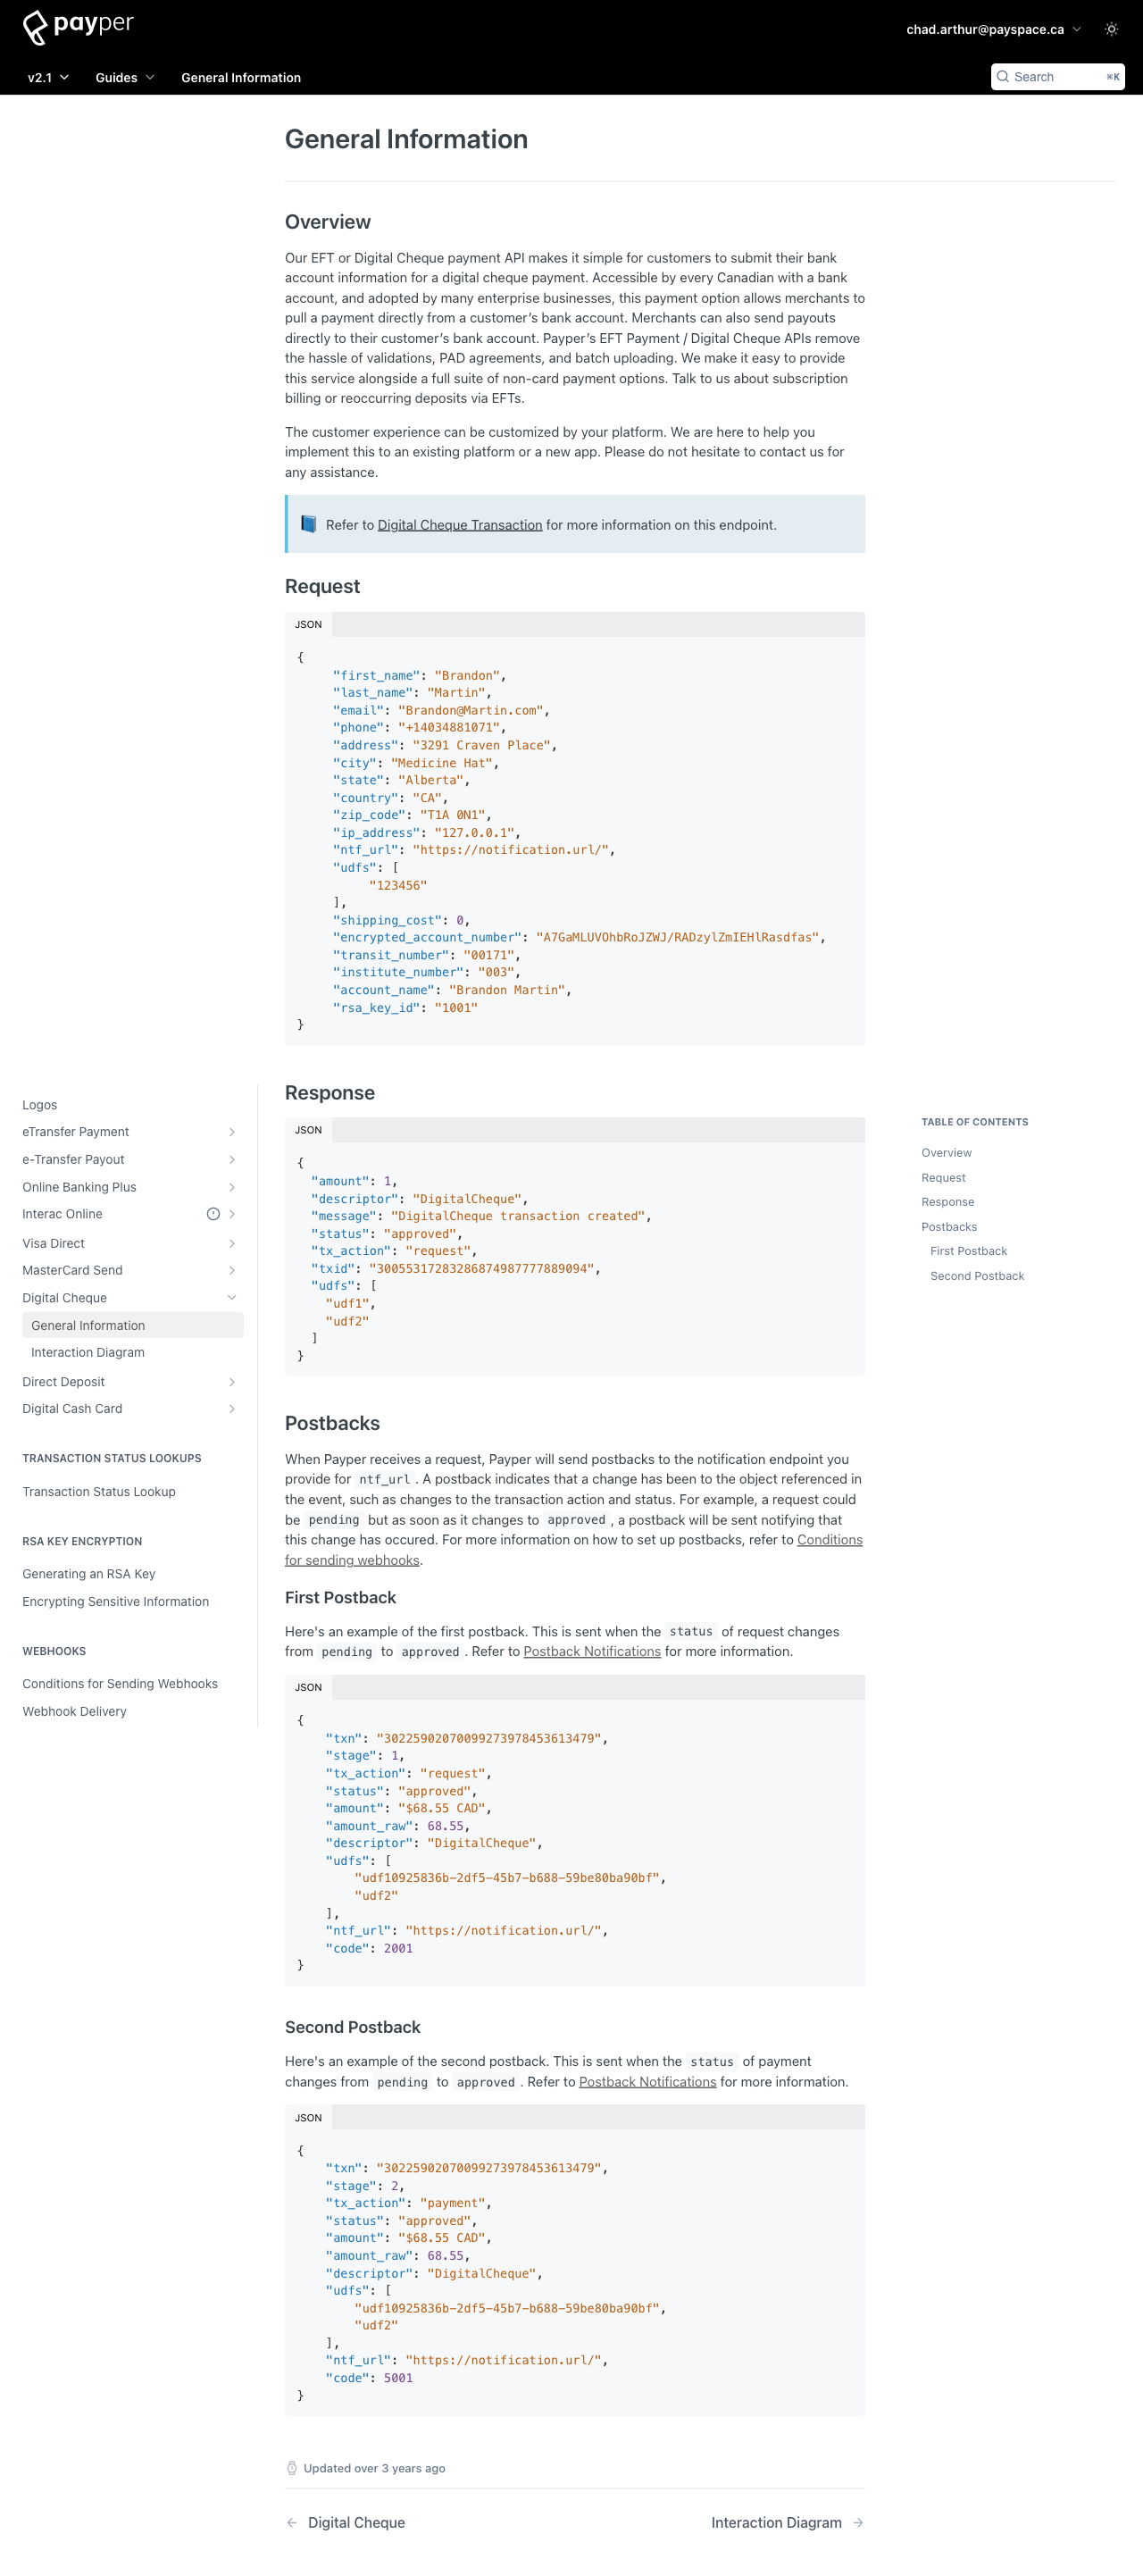 payper
chad.arthur@payspace.ca
v2.1
Guides
General Information
Search
⌘K
General Information
Overview
Our EFT or Digital Cheque payment API makes it simple for customers to submit their bank
account information for a digital cheque payment. Accessible by every Canadian with a bank
account, and adopted by many enterprise businesses, this payment option allows merchants to
pull a payment directly from a customer’s bank account. Merchants can also send payouts
directly to their customer’s bank account. Payper’s EFT Payment / Digital Cheque APIs remove
the hassle of validations, PAD agreements, and batch uploading. We make it easy to provide
this service alongside a full suite of non-card payment options. Talk to us about subscription
billing or reoccurring deposits via EFTs.
The customer experience can be customized by your platform. We are here to help you
implement this to an existing platform or a new app. Please do not hesitate to contact us for
any assistance.
Refer to Digital Cheque Transaction for more information on this endpoint.
Request
JSON
{
"first_name": "Brandon",
"last_name": "Martin",
"email": "Brandon@Martin.com",
"phone": "+14034881071",
"address": "3291 Craven Place",
"city": "Medicine Hat",
"state": "Alberta",
"country": "CA",
"zip_code": "T1A 0N1",
"ip_address": "127.0.0.1",
"ntf_url": "https://notification.url/",
"udfs": [
"123456"
],
"shipping_cost": 0,
"encrypted_account_number": "A7GaMLUVOhbRoJZWJ/RADzylZmIEHlRasdfas",
"transit_number": "00171",
"institute_number": "003",
"account_name": "Brandon Martin",
"rsa_key_id": "1001"
}
Response
JSON
{
"amount": 1,
"descriptor": "DigitalCheque",
"message": "DigitalCheque transaction created",
"status": "approved",
"tx_action": "request",
"txid": "30055317283286874987777889094",
"udfs": [
"udf1",
"udf2"
]
}
Postbacks
When Payper receives a request, Payper will send postbacks to the notification endpoint you
provide for ntf_url. A postback indicates that a change has been to the object referenced in
the event, such as changes to the transaction action and status. For example, a request could
be pending but as soon as it changes to approved, a postback will be sent notifying that
this change has occured. For more information on how to set up postbacks, refer to Conditions
for sending webhooks.
First Postback
Here's an example of the first postback. This is sent when the status of request changes
from pending to approved. Refer to Postback Notifications for more information.
JSON
{
"txn": "30225902070099273978453613479",
"stage": 1,
"tx_action": "request",
"status": "approved",
"amount": "$68.55 CAD",
"amount_raw": 68.55,
"descriptor": "DigitalCheque",
"udfs": [
"udf10925836b-2df5-45b7-b688-59be80ba90bf",
"udf2"
],
"ntf_url": "https://notification.url/",
"code": 2001
}
Second Postback
Here's an example of the second postback. This is sent when the status of payment
changes from pending to approved. Refer to Postback Notifications for more information.
JSON
{
"txn": "30225902070099273978453613479",
"stage": 2,
"tx_action": "payment",
"status": "approved",
"amount": "$68.55 CAD",
"amount_raw": 68.55,
"descriptor": "DigitalCheque",
"udfs": [
"udf10925836b-2df5-45b7-b688-59be80ba90bf",
"udf2"
],
"ntf_url": "https://notification.url/",
"code": 5001
}
Updated over 3 years ago
Digital Cheque
Interaction Diagram
Logos
eTransfer Payment
e-Transfer Payout
Online Banking Plus
Interac Online
Visa Direct
MasterCard Send
Digital Cheque
General Information
Interaction Diagram
Direct Deposit
Digital Cash Card
TRANSACTION STATUS LOOKUPS
Transaction Status Lookup
RSA KEY ENCRYPTION
Generating an RSA Key
Encrypting Sensitive Information
WEBHOOKS
Conditions for Sending Webhooks
Webhook Delivery
TABLE OF CONTENTS
Overview
Request
Response
Postbacks
First Postback
Second Postback